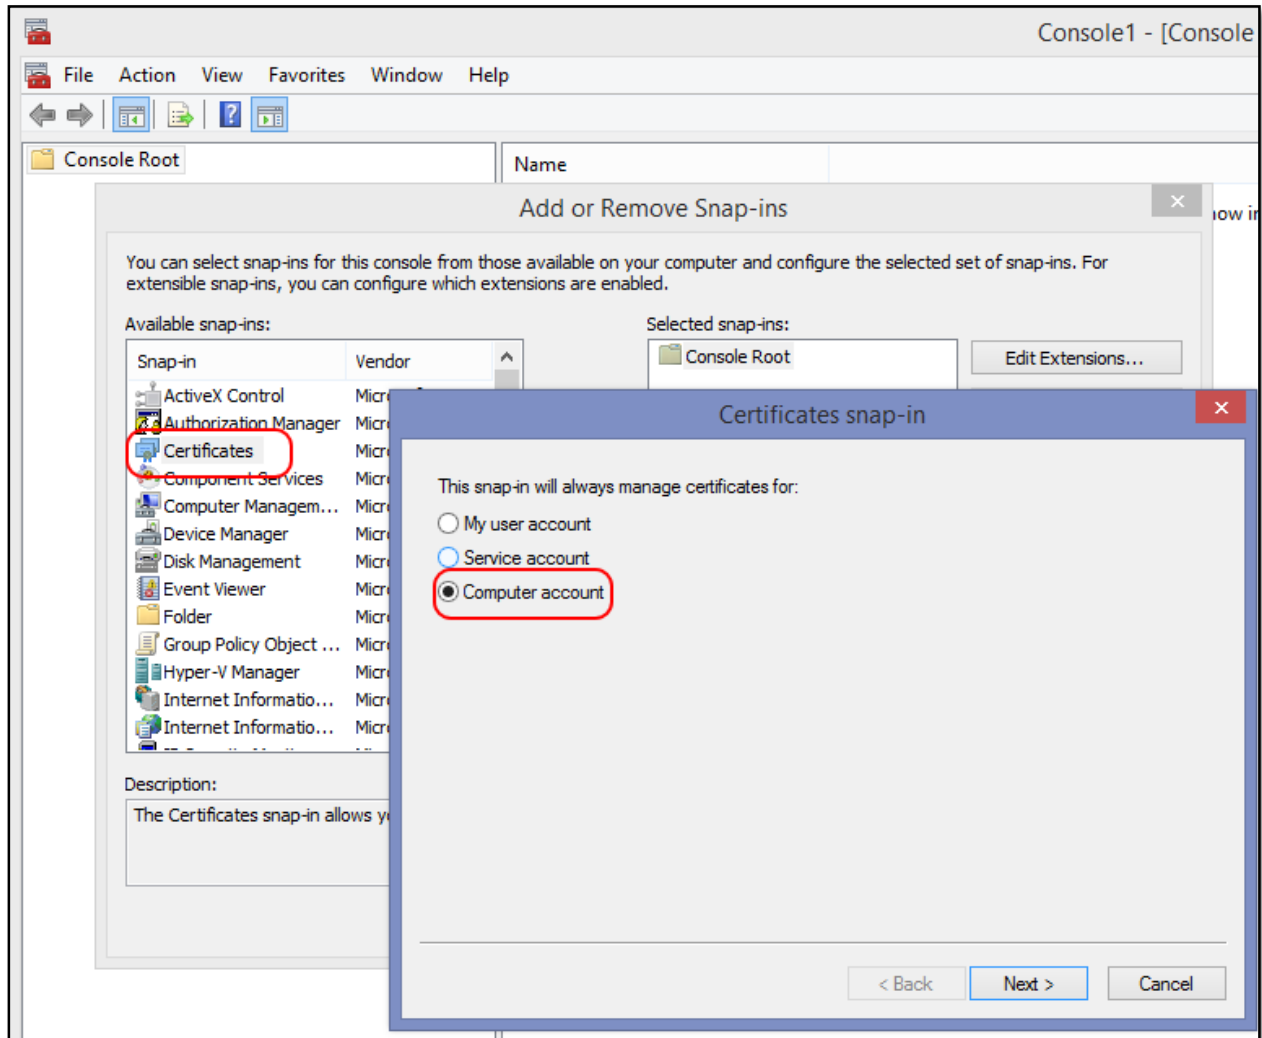 Console1 - [Console
File Action View Favorites Window Help
Console Root
Name
Add or Remove Snap-ins
You can select snap-ins for this console from those available on your computer and configure the selected set of snap-ins. For
extensible snap-ins, you can configure which extensions are enabled.
Available snap-ins:
Selected snap-ins:
Snap-in Vendor
Console Root
Edit Extensions...
ActiveX Control Micr
Authorization Manager Micr
Certificates Micr
Component Services Micr
Computer Managem... Micr
Device Manager Micr
Disk Management Micr
Event Viewer Micr
Folder Micr
Group Policy Object ... Micr
Hyper-V Manager Micr
Internet Informatio... Micr
Internet Informatio... Micr
Description:
The Certificates snap-in allows y
Certificates snap-in
This snap-in will always manage certificates for:
My user account
Service account
Computer account
< Back Next > Cancel